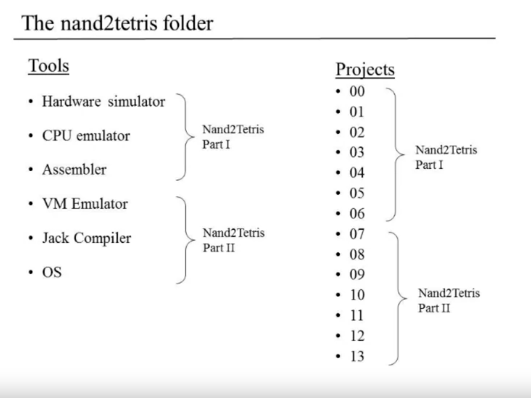 The nand2tetris folder
Tools
• Hardware simulator
• CPU emulator
• Assembler
Nand2Tetris
Part I
• VM Emulator
• Jack Compiler
• OS
Nand2Tetris
Part II
Projects
• 00
• 01
• 02
• 03
• 04
• 05
• 06
Nand2Tetris
Part I
• 07
• 08
• 09
• 10
• 11
• 12
• 13
Nand2Tetris
Part II